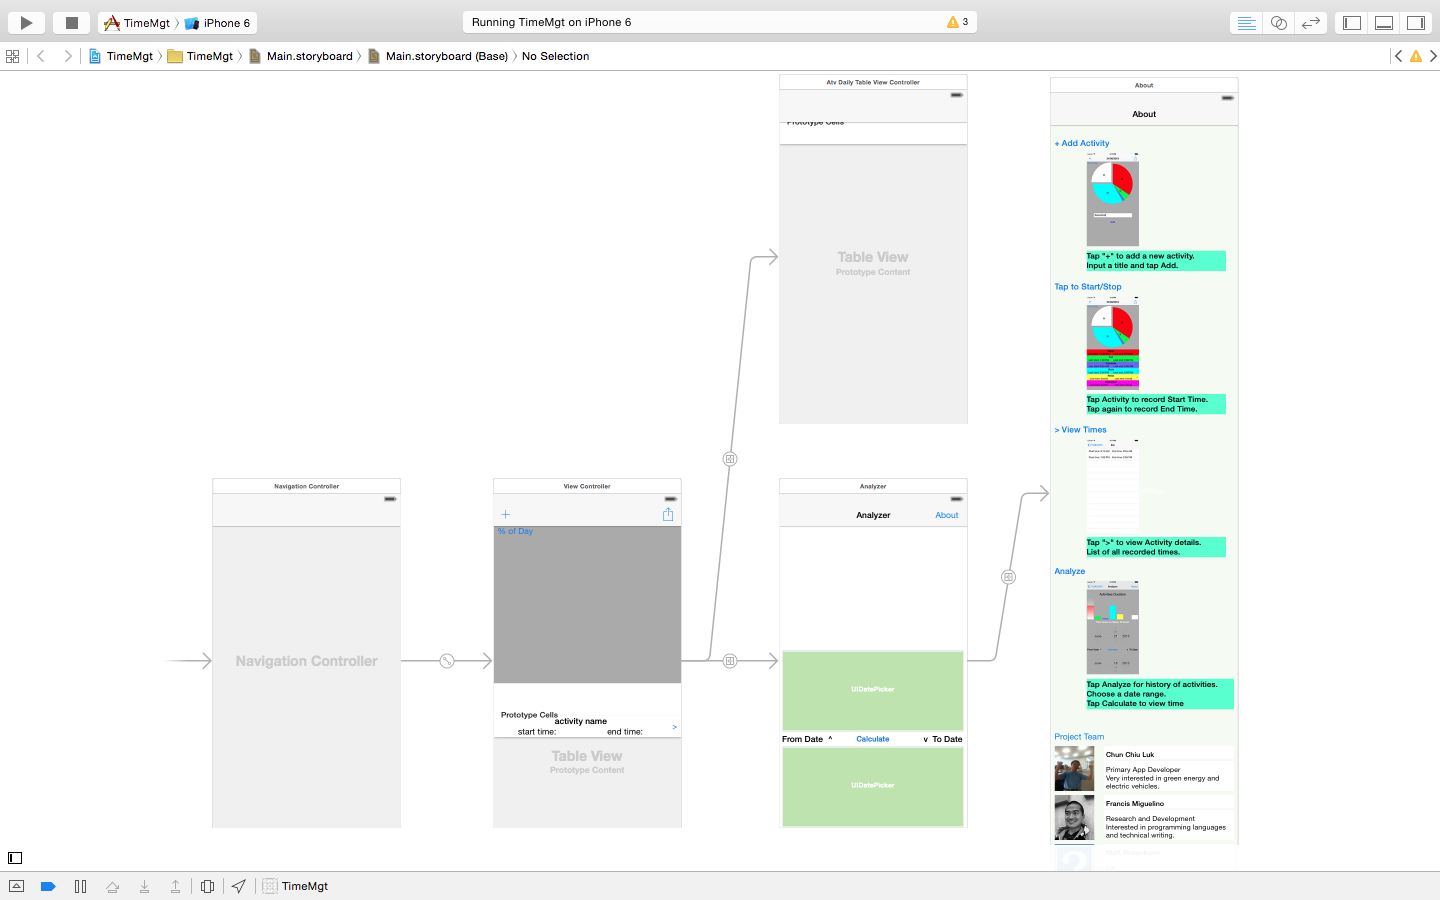 TimeMgt
iPhone 6
Running TimeMgt on iPhone 6
3
TimeMgt
TimeMgt
Main.storyboard
Main.storyboard (Base)
No Selection
Atv Daily Table View Controller
Prototype Cells
Table View
Prototype Content
Navigation Controller
Navigation Controller
View Controller
+
% of Day
Prototype Cells
activity name
start time: end time: >
Table View
Prototype Content
Analyzer
Analyzer About
UIDatePicker
From Date ^ Calculate v To Date
UIDatePicker
About
About
+ Add Activity
Tap "+" to add a new activity.
Input a title and tap Add.
Tap to Start/Stop
Tap Activity to record Start Time.
Tap again to record End Time.
> View Times
Tap ">" to view Activity details.
List of all recorded times.
Analyze
Analyzer
Activities Duration
Tap Analyze for history of activities.
Choose a date range.
Tap Calculate to view time
Project Team
Chun Chiu Luk
Primary App Developer
Very interested in green energy and
electric vehicles.
Francis Miguelino
Research and Development
Interested in programming languages
and technical writing.
TimeMgt